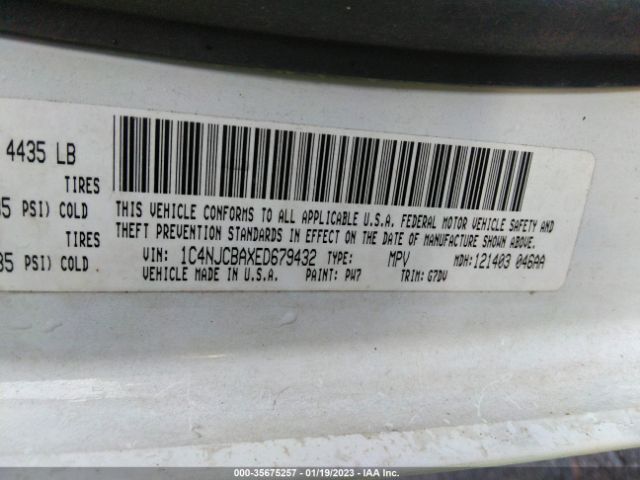 4435 LB
TIRES
PSI) COLD
TIRES
PSI) COLD
THIS VEHICLE CONFORMS TO ALL APPLICABLE U.S.A. FEDERAL MOTOR VEHICLE SAFETY AND
THEFT PREVENTION STANDARDS IN EFFECT ON THE DATE OF MANUFACTURE SHOWN ABOVE.
VIN: 1C4NJCBAXED679432 TYPE: MPV MDH:121403 046AA
VEHICLE MADE IN U.S.A. PAINT: PW7 TRIM: G7DV
000-35675257 - 01/19/2023 - IAA Inc.